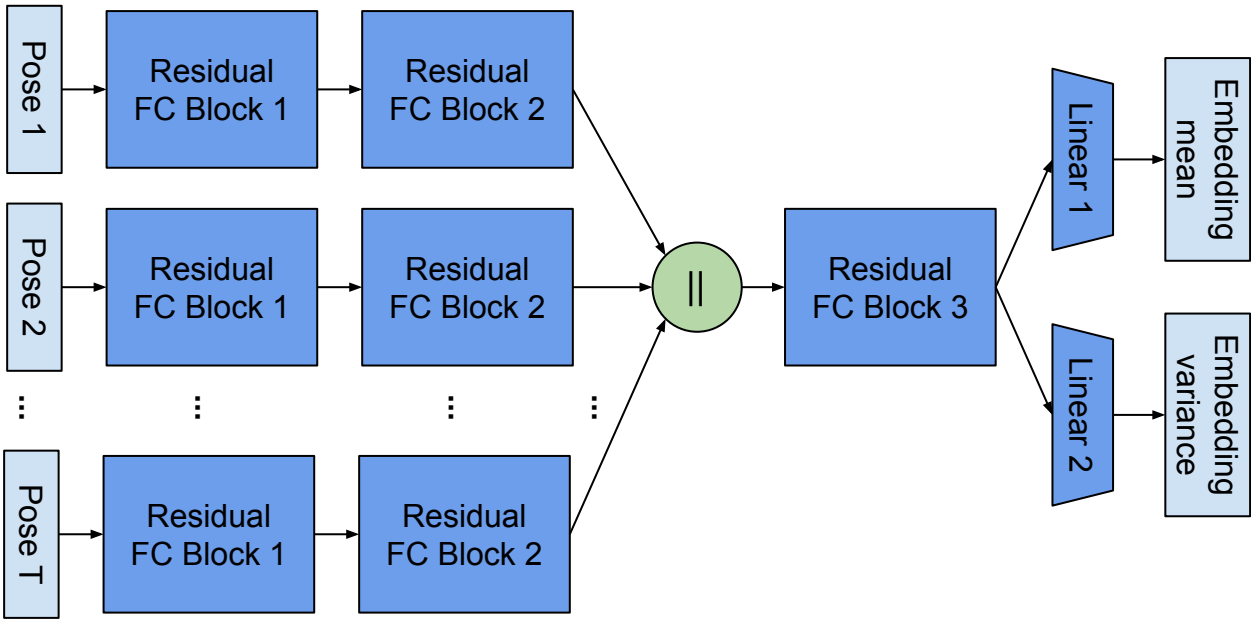 Pose 1
Residual
FC Block 1
Residual
FC Block 2
Pose 2
Residual
FC Block 1
Residual
FC Block 2
...
...
...
...
Pose T
Residual
FC Block 1
Residual
FC Block 2
||
Residual
FC Block 3
Linear 1
Embedding
mean
Linear 2
Embedding
variance